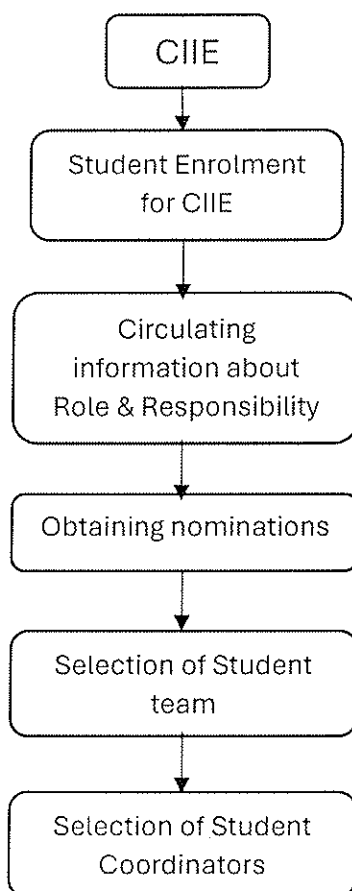 CIIE
Student Enrolment
for CIIE
Circulating
information about
Role & Responsibility
Obtaining nominations
Selection of Student
team
Selection of Student
Coordinators